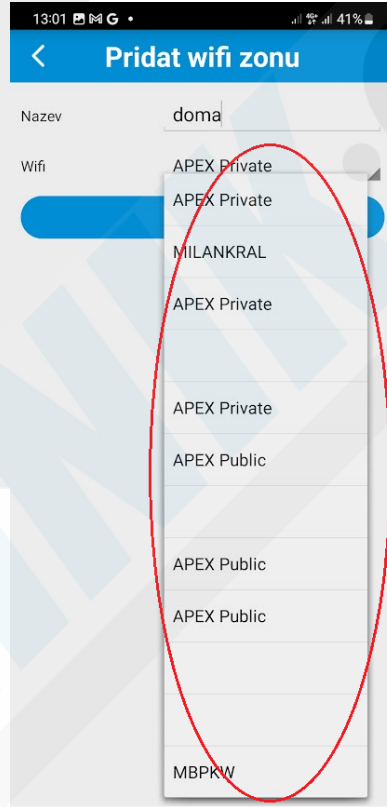 13:01 G • 4G+ 41%
Pridat wifi zonu
Nazev doma
Wifi APEX Private
APEX Private
MILANKRAL
APEX Private
APEX Private
APEX Public
APEX Public
APEX Public
MBPKW